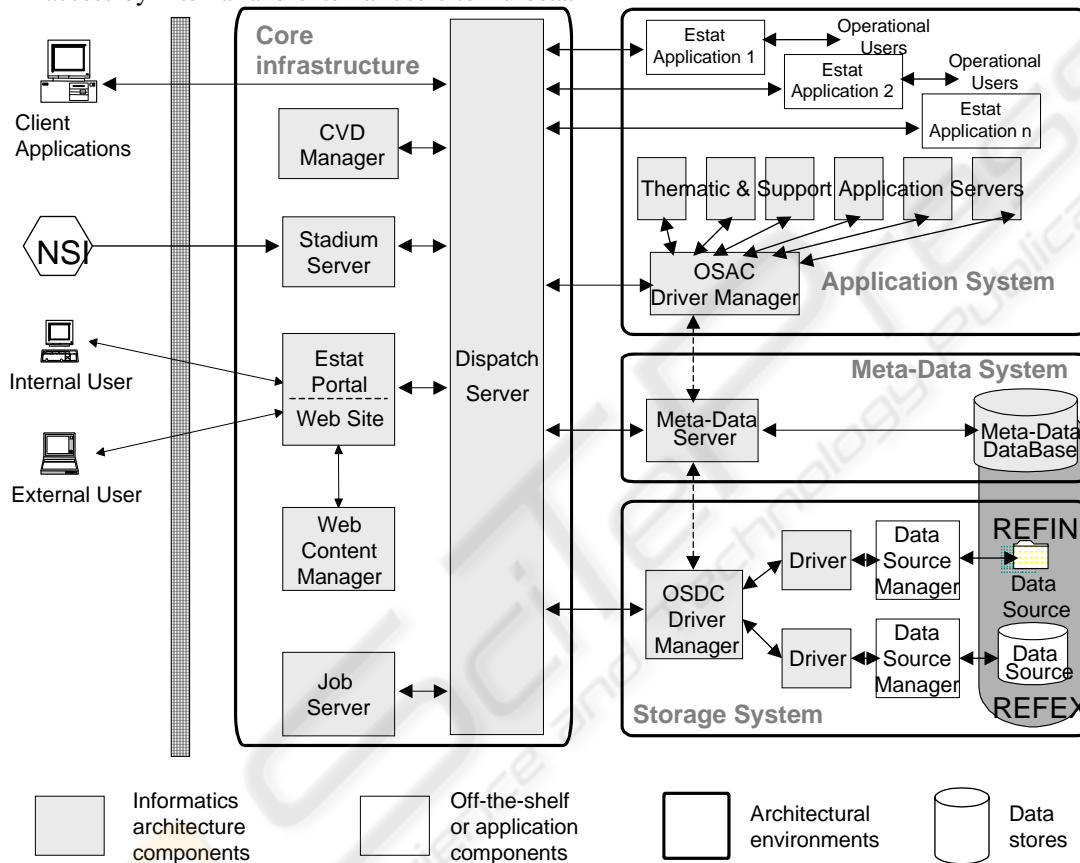 Core
infrastructure
Client
Applications
NSI
Internal User
External User
CVD
Manager
Stadium
Server
Estat
Portal
Web Site
Web
Content
Manager
Job
Server
Dispatch
Server
Estat
Application 1
Operational
Users
Estat
Application 2
Operational
Users
Estat
Application n
Thematic & Support Application Servers
OSAC
Driver Manager
Application System
Meta-Data System
Meta-Data
Server
Meta-Data
DataBase
OSDC
Driver
Manager
Driver
Data
Source
Manager
REFIN
Data
Source
Driver
Data
Source
Manager
Data
Source
REFEX
Storage System
Informatics
architecture
components
Off-the-shelf
or application
components
Architectural
environments
Data
stores